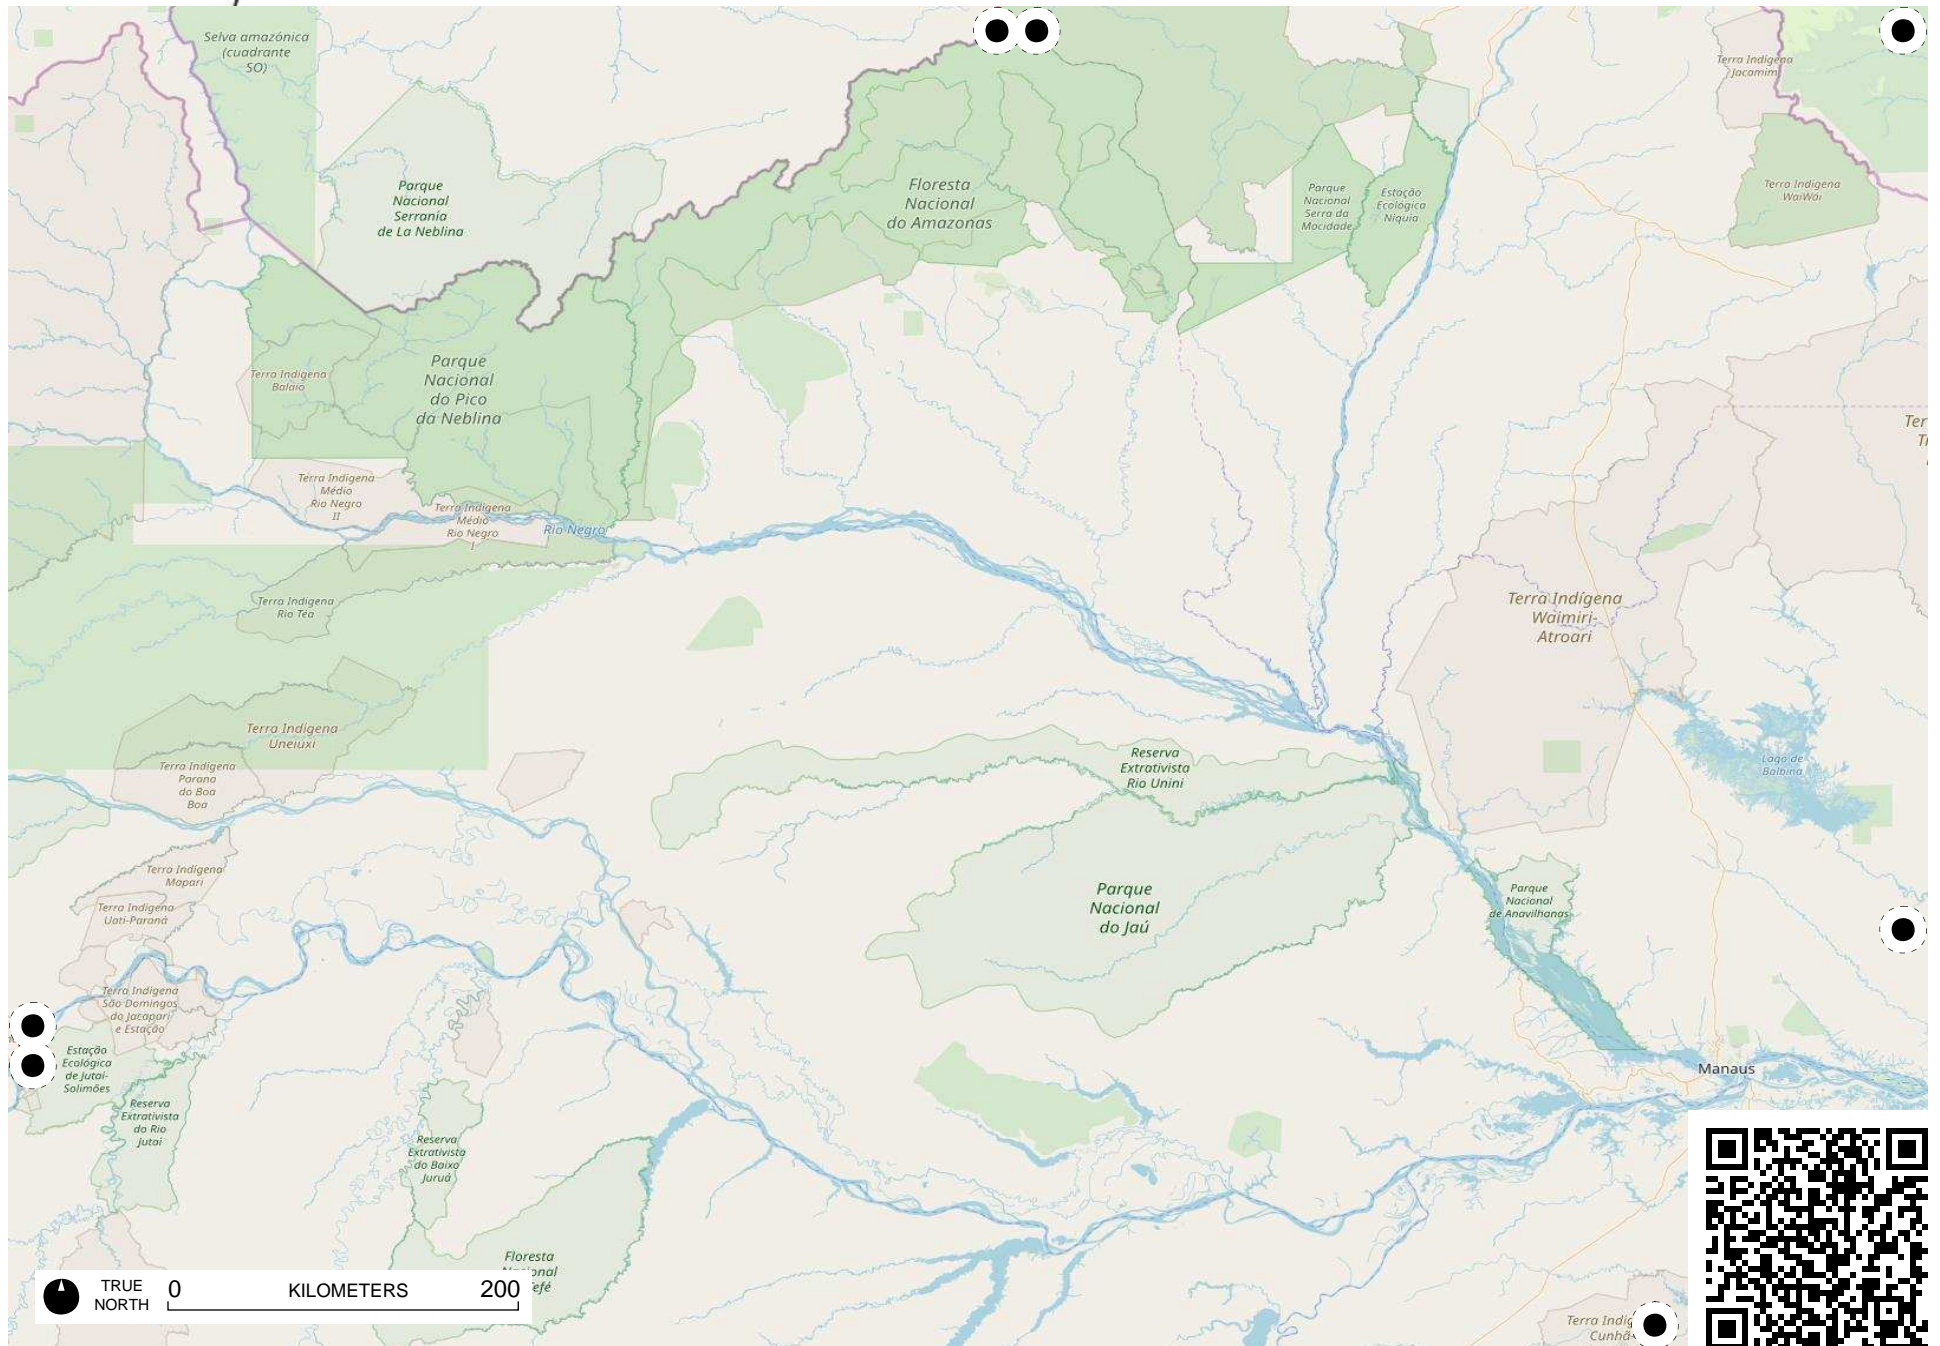 Selva amazónica
(cuadrante
SO)
Terra Indígena
Jacamim
Parque
Nacional
Serranía
de La Neblina
Floresta
Nacional
do Amazonas
Parque
Nacional
Serra da
Mocidade
Estação
Ecológica
Niquiá
Terra Indígena
WaiWái
Terra Indígena
Balaio
Parque
Nacional
do Pico
da Neblina
Ter
Terra Indígena
Médio
Rio Negro
II
Terra Indígena
Médio
Rio Negro
I
Rio Negro
Terra Indígena
Rio Téa
Terra Indígena
Waimiri-
Atroari
Terra Indígena
Uneiuxi
Terra Indígena
Paraná
do Boá
Boá
Reserva
Extrativista
Rio Unini
Lago de
Balbina
Terra Indígena
Mapari
Terra Indígena
Uati-Paraná
Parque
Nacional
do Jaú
Parque
Nacional
de Anavilhanas
Terra Indígena
São Domingos
do Jacapari
e Estação
Estação
Ecológica
de Jutaí-
Solimões
Reserva
Extrativista
do Rio
Jutaí
Manaus
Reserva
Extrativista
do Baixo
Juruá
Floresta
TRUE
NORTH
0 KILOMETERS 200
Terra Indíg
Cunhã